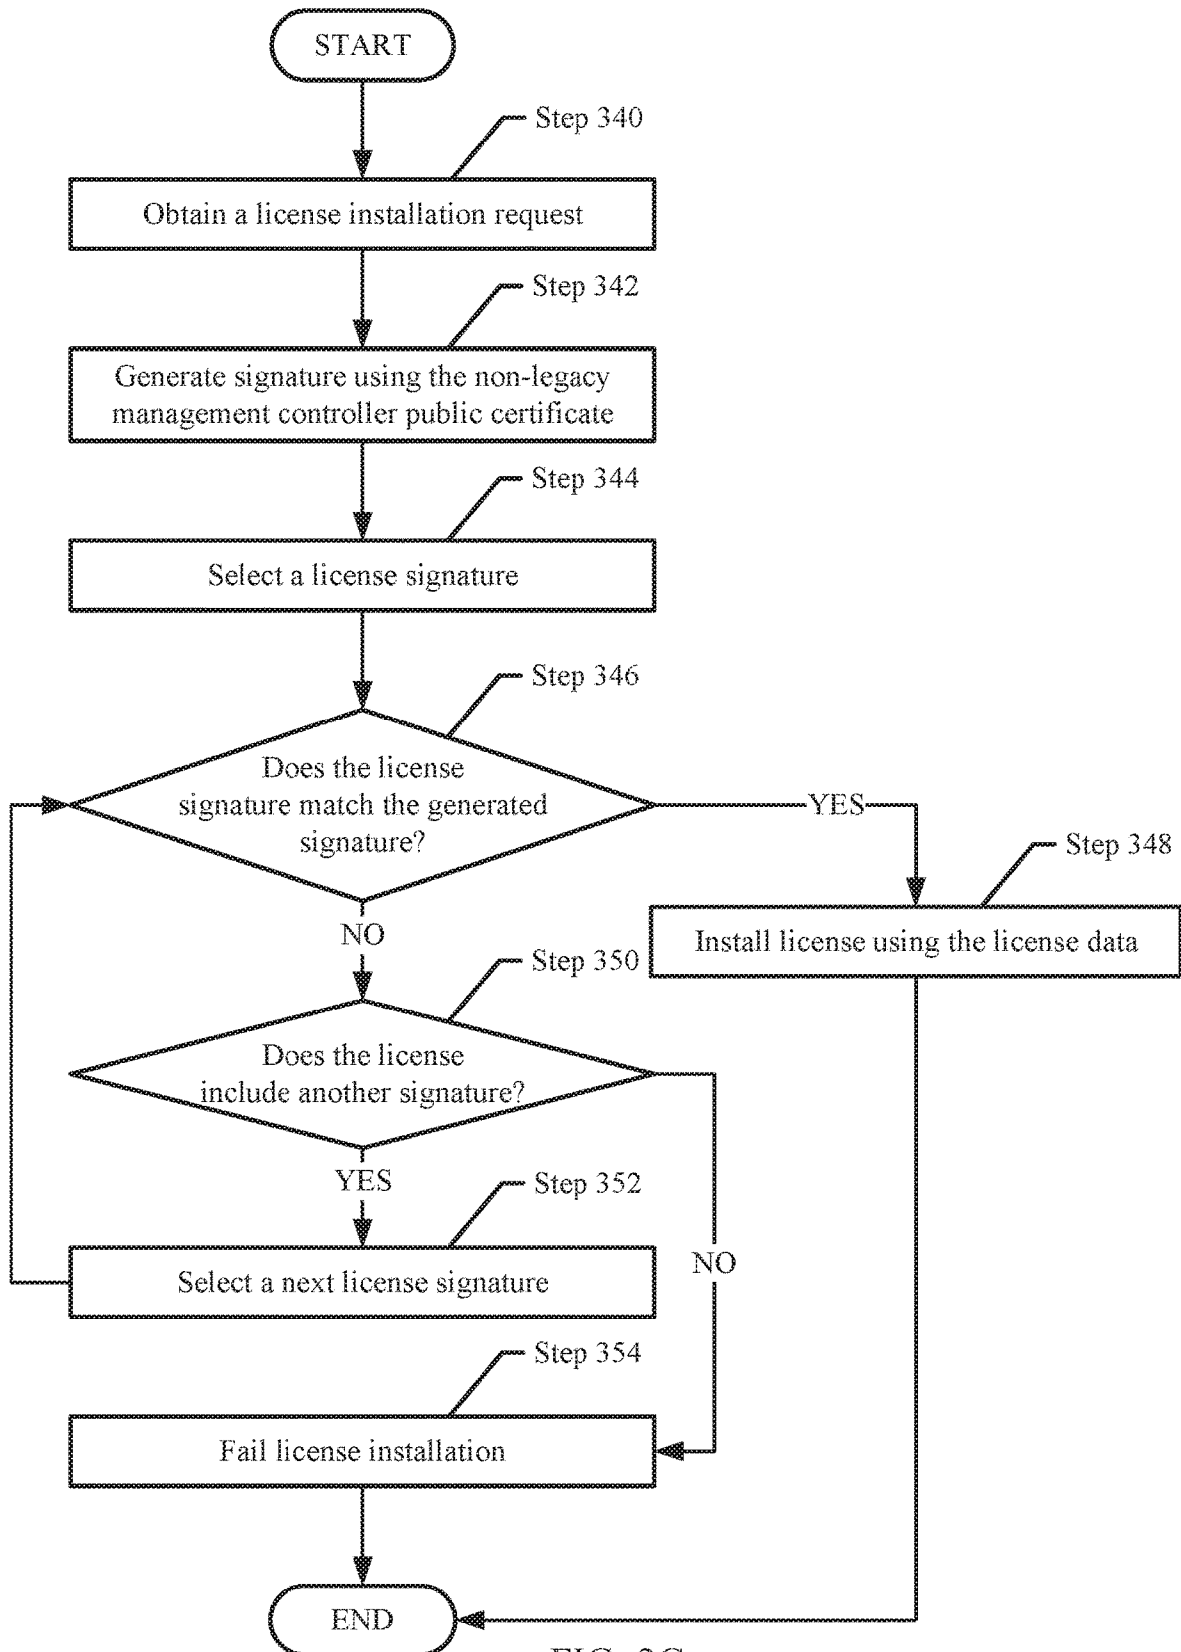 START
Step 340
Obtain a license installation request
Step 342
Generate signature using the non-legacy
management controller public certificate
Step 344
Select a license signature
Step 346
Does the license
signature match the generated
signature?
YES
Step 348
Install license using the license data
NO
Step 350
Does the license
include another signature?
YES
Step 352
Select a next license signature
NO
Step 354
Fail license installation
END